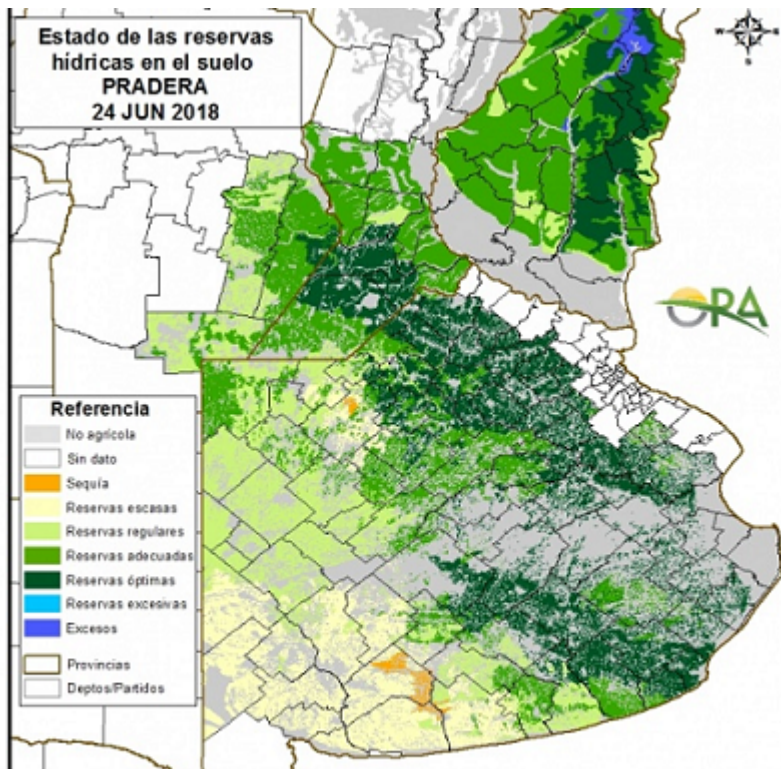 Estado de las reservas
hídricas en el suelo
PRADERA
24 JUN 2018
N
W
E
S
ORA
Referencia
No agrícola
Sin dato
Sequía
Reservas escasas
Reservas regulares
Reservas adecuadas
Reservas óptimas
Reservas excesivas
Excesos
Provincias
Deptos/Partidos